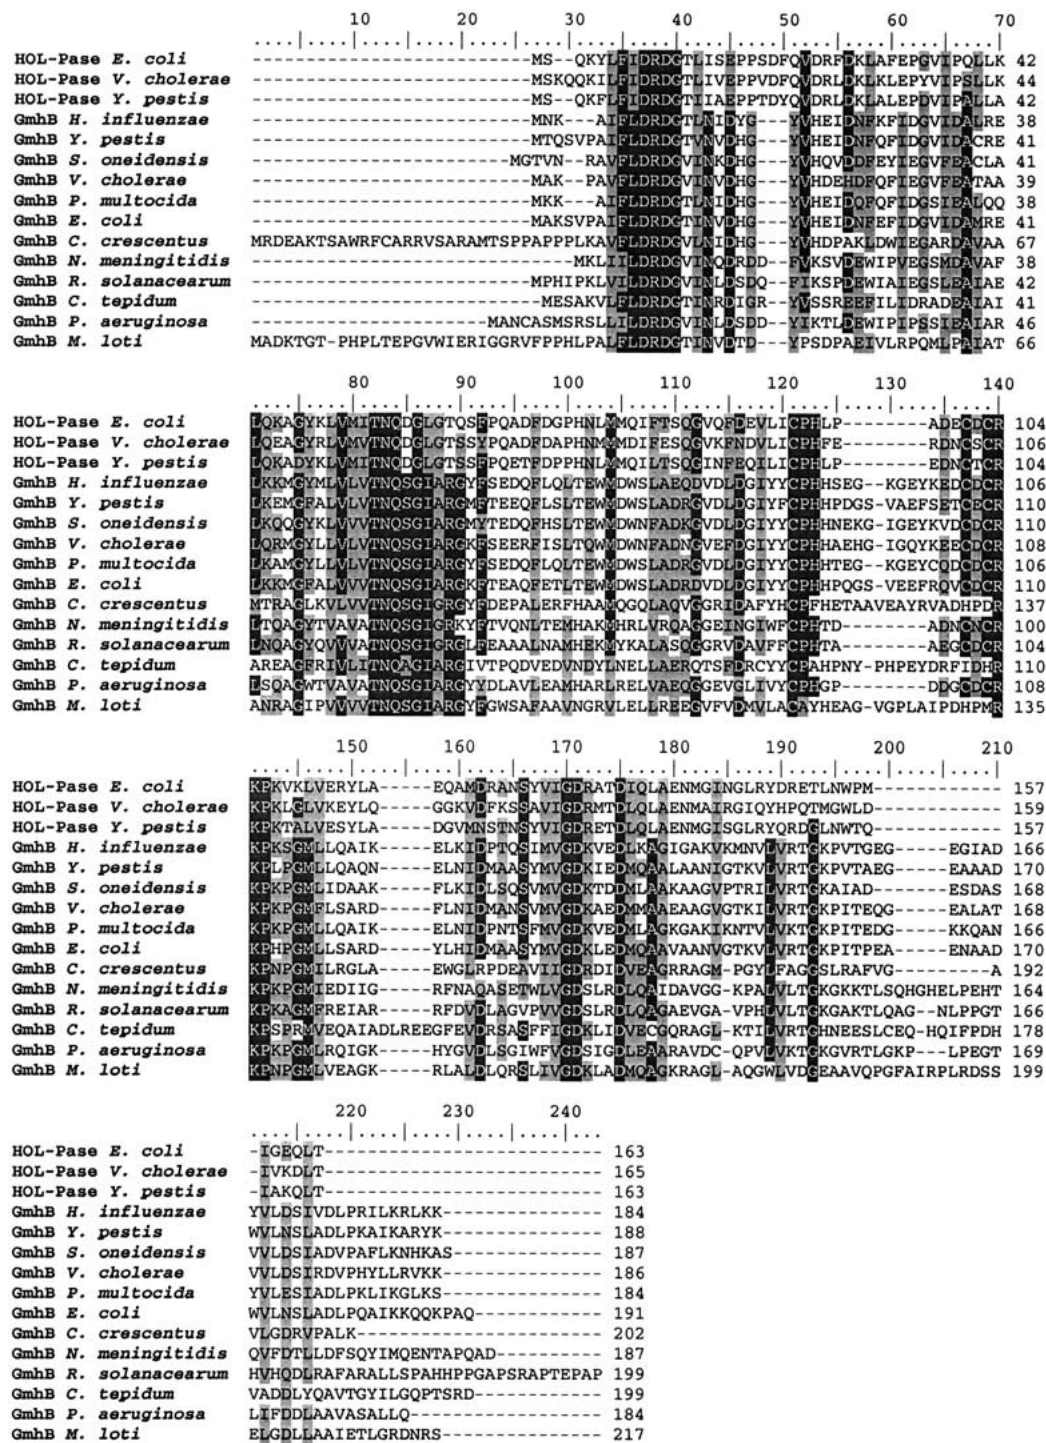 10 20 30 40 50 60 70
HOL-Pase E. coli --------------------------MS--QKYLFIDRDGTLISEPPSDFQVDRFDKLAFEPGVIPQLLK 42
HOL-Pase V. cholerae --------------------------MSKQQKILFIDRDGTLIVEPPVDFQVDRLDKLKLEPYVIPSLLK 44
HOL-Pase Y. pestis --------------------------MS--QKFLFIDRDGTIIAEPPTDYQVDRLDKLALEPDVIPALLA 42
GmhB H. influenzae --------------------------MNK---AIFLDRDGTLNIDYG---YVHEIDNFKFIDGVIDALRE 38
GmhB Y. pestis --------------------------MTQSVPAIFLDRDGTVNVDHG---YVHEIDNFQFIDGVIDACRE 41
GmhB S. oneidensis ------------------------MGTVN--RAVFLDRDGTINKDHG---YVHQVDDFEYIEGVFEACLA 41
GmhB V. cholerae --------------------------MAK--PAVFLDRDGVINVDHG---YVHDEHDFQFIEGVFEATAA 39
GmhB P. multocida --------------------------MKK---AIFLDRDGTLNIDHG---YVHEIDQFQFIDGSIEALQQ 38
GmhB E. coli --------------------------MAKSVPAIFLDRDGTINVDHG---YVHEIDNFEFIDGVIDAMRE 41
GmhB C. crescentus MRDEAKTSAWRFCARRVSARAMTSPPAPPPLKAVFLDRDGVLNIDHG---YVHDPAKLDWIEGARDAVAA 67
GmhB N. meningitidis -----------------------------MKLIILDRDGVINQDRDD---FVKSVDEWIPVEGSMDAVAF 38
GmhB R. solanacearum -------------------------MPHIPKLVILDRDGVINRDSDQ---FIKSPDEWIAIEGSLEAIAR 42
GmhB C. tepidum --------------------------MESAKVLFLDRDGTINRDIGR---YVSSREEFILIDRADEAIAI 41
GmhB P. aeruginosa ---------------------MANCASMSRSLLILDRDGVINLDSDD---YIKTLDEWIPIPSSIEAIAR 46
GmhB M. loti MADKTGT-PHPLTEPGVWIERIGGRVFPPHLPALFLDRDGVINVDTD---YPSDPAEIVLRPQMLPAIAT 66
80 90 100 110 120 130 140
HOL-Pase E. coli LQKAGYKLVMITNQDGLGTQSFPQADFDGPHNLMMQIFTSQGVQFDEVLICPHLP--------ADECDCR 104
HOL-Pase V. cholerae LQEAGYRLVMVTNQDGLGTSSYPQADFDAPHNMMMDIFESQGVKFNDVLICPHFE--------RDNCSCR 106
HOL-Pase Y. pestis LQKADYKLVMITNQDGLGTSSFPQETFDPPHNLMMQILTSQGINFEQILICPHLP--------EDNCTCR 104
GmhB H. influenzae LKKMGYMLVLVTNQSGIARGYFSEDQFLQLTEWMDWSLAEQDVDLDGIYYCPHHSEG-KGEYKEDCDCR 106
GmhB Y. pestis LKEMGFALVLVTNQSGIARGMFTEEQFLHLTEWMDWSLADRGVDLDGIYFCPHHPDGS-VAEFSETCECR 110
GmhB S. oneidensis LKQQGYKLVVVTNQSGIARGMYTEDQFHSLTEWMDWNFADKGVDLDGIYYCPHHNEKG-IGEYKVDCDCR 110
GmhB V. cholerae LQRMGYLLVLVTNQSGIARGKFSEERFISLTQWMDWNFADNGVEFDGIYYCPHHAEHG-IGQYKEECDCR 108
GmhB P. multocida LKAMGYLLVLVTNQSGIARGYFSEDQFLQLTEWMDWSLADRGVDLDGIYYCPHHTEG-KGEYCQDCDCR 106
GmhB E. coli LKKMGFALVVVTNQSGIARGKFTEAQFETLTEWMDWSLADRDVDLDGIYYCPHHPQGS-VEEFRQVCDCR 110
GmhB C. crescentus MTRAGLKVLVVTNQSGIGRGYFDEPALERFHAAMQGQLAQVGGRIDAFYHCPFHETAAVEAYRVADHPDR 137
GmhB N. meningitidis LTQAGYTVAVATNQSGIGRKYFTVQNLTEMHAKMHRLVRQAGGEINGIWFCPHTD--------ADNCNCR 100
GmhB R. solanacearum LNQAGYQVVVATNQSGIGRGLFEAAALNAMHEKMYKALASQGGRVDAVFFCPHTA--------AEGCDCR 104
GmhB C. tepidum AREAGFRIVLITNQAGIARGIVTPQDVEDVNDYLNELLAERQTSFDRCYYCPAHPNY-PHPEYDRFIDHR 110
GmhB P. aeruginosa LSQAGWTVAVATNQSGIARGYYDLAVLEAMHARLRELVAEQGGEVGLIVYCPHGP--------DDGCDCR 108
GmhB M. loti ANRAGIPVVVVTNQSGIARGYFGWSAFAAVNGRVLELLREEGVFVDMVLACAYHEAG-VGPLAIPDHPMR 135
150 160 170 180 190 200 210
HOL-Pase E. coli KPKVKLVERYLA-----EQAMDRANSYVIGDRATDIQLAENMGINGLRYDRETLNWPM------------ 157
HOL-Pase V. cholerae KPKLGLVKEYLQ-----GGKVDFKSSAVIGDRMTDLQLAENMAIRGIQYHPQTMGWLD------------ 159
HOL-Pase Y. pestis KPKTALVESYLA-----DGVMNSTNSYVIGDRETDLQLAENMGISGLRYQRDGLNWTQ------------ 157
GmhB H. influenzae KPKSGMLLQAIK-----ELKIDPTQSIMVGDKVEDLKAGIGAKVKMNVLVRTGKPVTGEG-----EGIAD 166
GmhB Y. pestis KPLPGMLLQAQN-----ELNIDMAASYMVGDKIEDMLAAQAANIGTKVLVRTGKPVTAEG-----EAAAD 170
GmhB S. oneidensis KPKPGMLIDAAK-----FLKIDLSQSVMVGDKTDDMLAAKAAGVPTRILVRTGKAIAD-------ESDAS 168
GmhB V. cholerae KPKPGMFLSARD-----FLNIDMANSVMVGDKAEDMMAAEAAGVGTKILVRTGKPITEQG-----EALAT 168
GmhB P. multocida KPKPGMLLQAIK-----ELNIDPNTSFMVGDKVEDMLAGKGAKIKNTVLVKTGKPITEDG-----KKQAN 166
GmhB E. coli KPHPGMLLSARD-----YLHIDMAASYMVGDKLEDMQAAVAANVGTKVLVRTGKPITPEA-----ENAAD 170
GmhB C. crescentus KPNPGMILRGLA-----EWGLRPDEAVIIGDRDIDVEAGRRAGM-PGYLFAGGSLRAFVG----------A 192
GmhB N. meningitidis KPKPGMIEDIIG-----RFNAQASETWLVGDSLRDLQAIDAVGG-KPALVLTGKGKKTLSQHGHELPEHT 164
GmhB R. solanacearum KPKAGMFREIAR-----RFDVDLAGVPVVGDSLRDLQAGAEVGA-VPHLVLTGKGAKTLQAG--NLPPGT 166
GmhB C. tepidum KPSPRMVEQAIADLREEGFEVDRSASFFIGDKLIDVECGQRAGL-KTILVRTGHNEESLCEQ-HQIFPDH 178
GmhB P. aeruginosa KPKPGMLRQIGK-----HYGVDLSGIWFVGDSIGDLEAARAVDC-QPVLVKTGKGVRTLGKP---LPEGT 169
GmhB M. loti KPNPGMLVEAGK-----RLALDLQRSLIVGDKLADMQAGKRAGL-AQGWLVDGEAAVQPGFAIRPLRDSS 199
220 230 240
HOL-Pase E. coli -IGEQLT-------------------------- 163
HOL-Pase V. cholerae -IVKDLT-------------------------- 165
HOL-Pase Y. pestis -IAKQLT-------------------------- 163
GmhB H. influenzae YVLDSIVDLPRILKRLKK--------------- 184
GmhB Y. pestis WVLNSLADLPKAIKARYK--------------- 188
GmhB S. oneidensis VVLDSIADVPAFLKNHKAS-------------- 187
GmhB V. cholerae VVLDSIRDVPHYLLRVKK--------------- 186
GmhB P. multocida YVLESIADLPKLIKGLKS--------------- 184
GmhB E. coli WVLNSLADLPQAIKKQQKPAQ------------ 191
GmhB C. crescentus VLGDRVPALK----------------------- 202
GmhB N. meningitidis QVFDTLLDFSQYIMQENTAPQAD---------- 187
GmhB R. solanacearum HVHQDLRAFARALLSPAHHPPGAPSRAPTEPAP 199
GmhB C. tepidum VADDLYQAVTGYILGQPTSRD------------ 199
GmhB P. aeruginosa LIFDDLAAVASALLQ------------------ 184
GmhB M. loti ELGDLLAAIETLGRDNRS--------------- 217